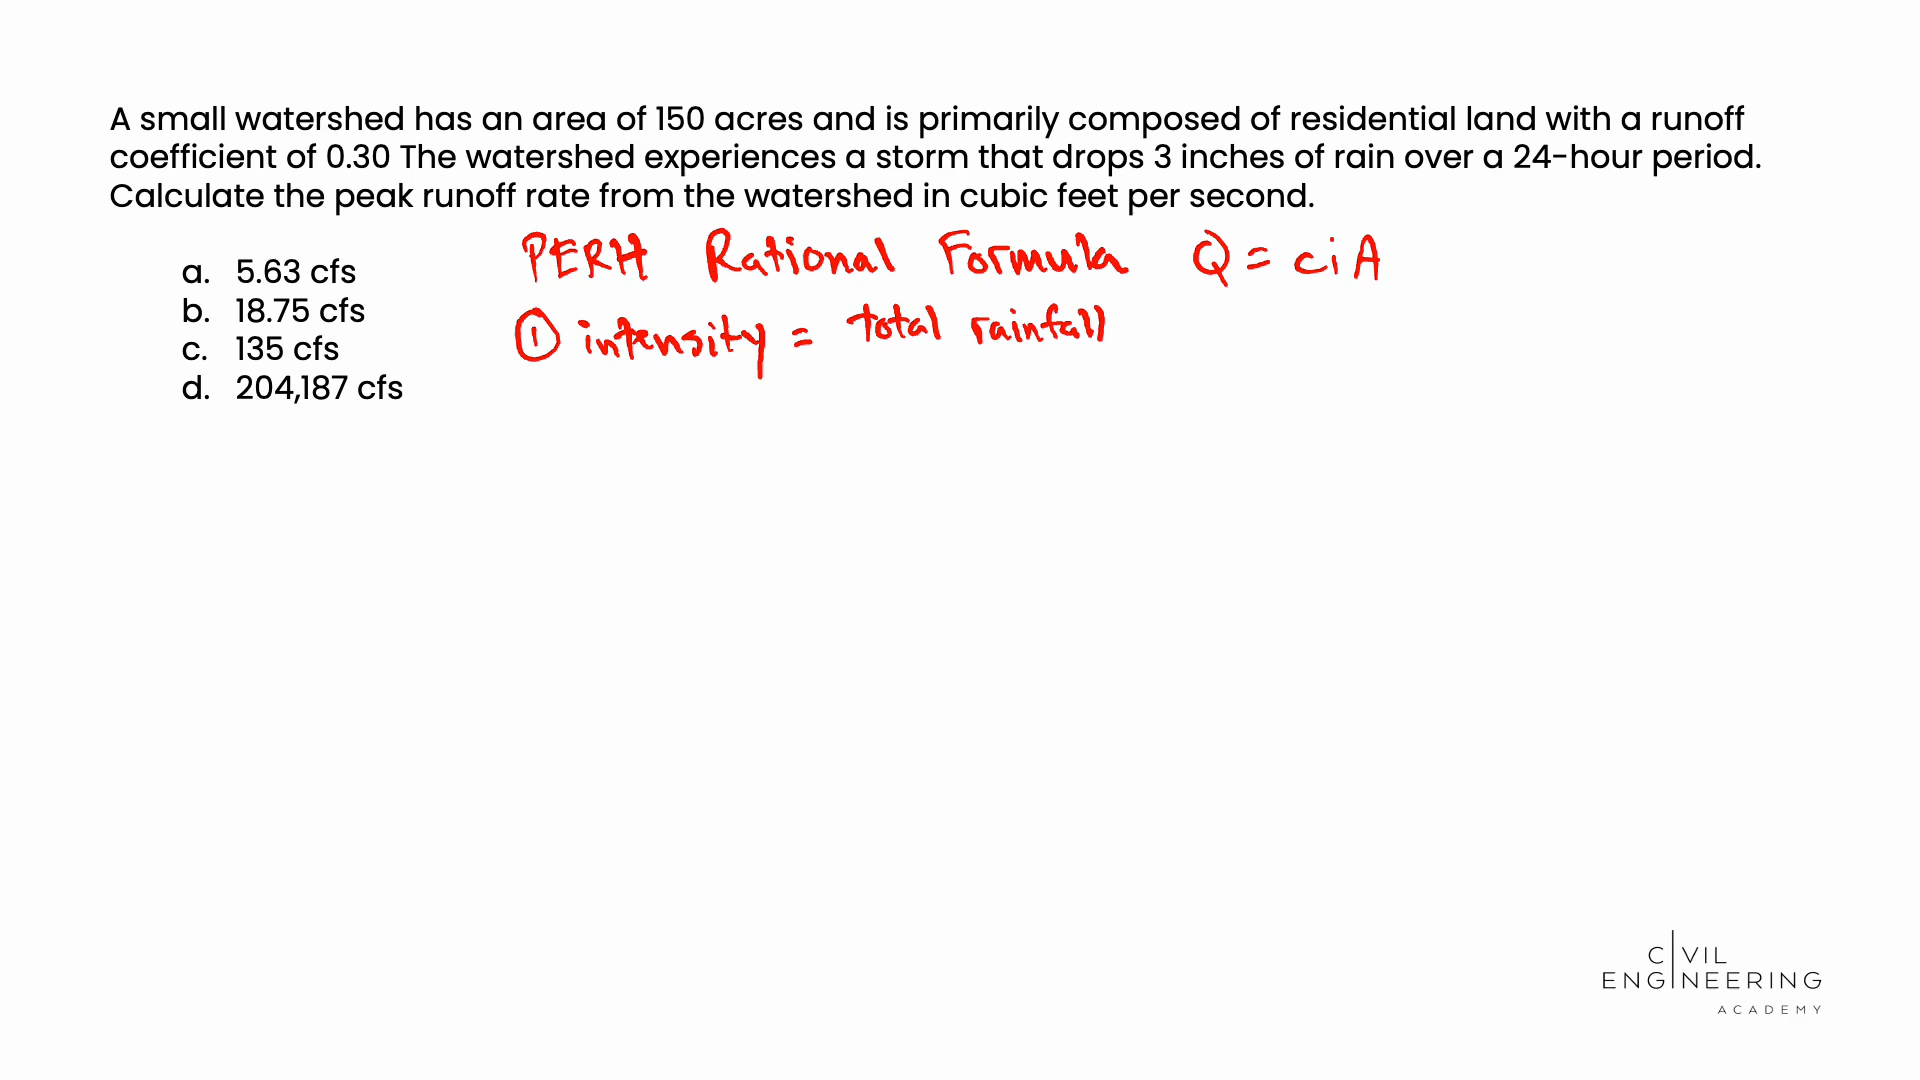 A small watershed has an area of 150 acres and is primarily composed of residential land with a runoff
coefficient of 0.30 The watershed experiences a storm that drops 3 inches of rain over a 24-hour period.
Calculate the peak runoff rate from the watershed in cubic feet per second.
PERH Rational Formula Q = ciA
a. 5.63 cfs
b. 18.75 cfs
① intensity = total rainfall
c. 135 cfs
d. 204,187 cfs
CIVIL
ENGINEERING
ACADEMY